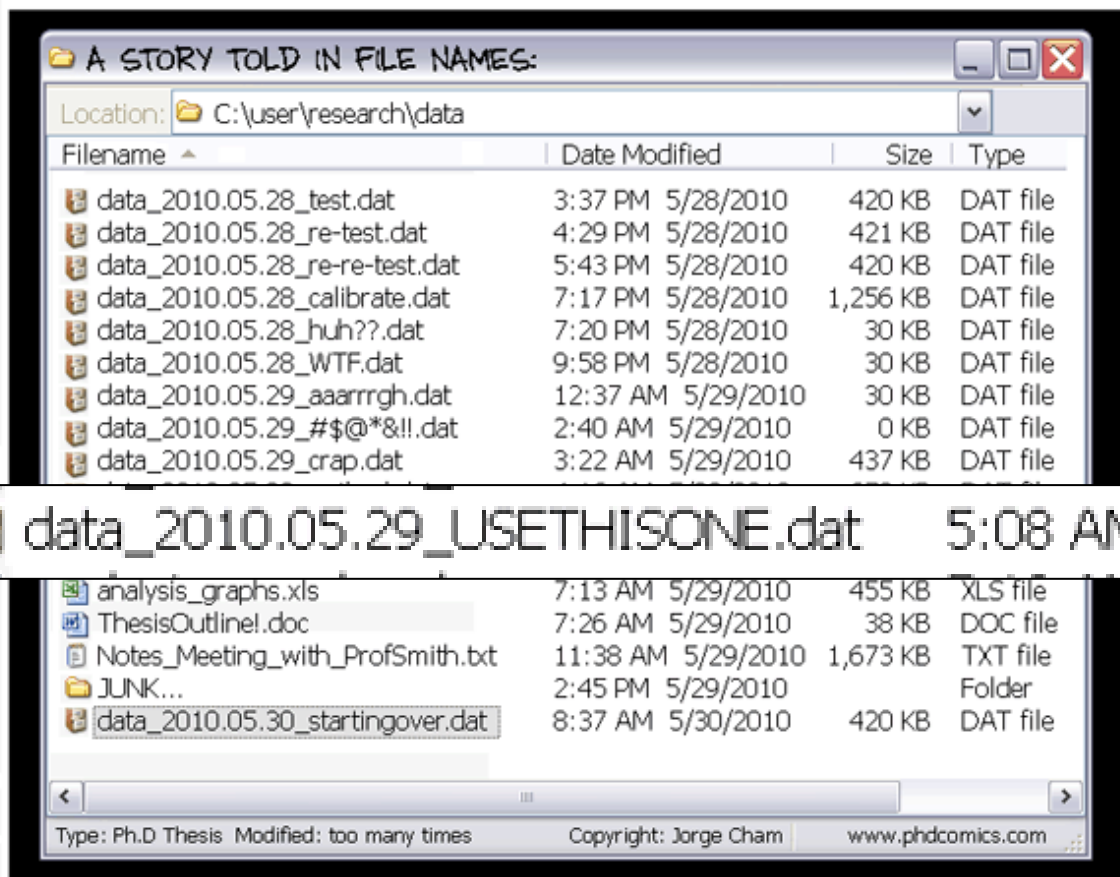 A STORY TOLD IN FILE NAMES:
Location: C:\user\research\data
Filename Date Modified Size Type
data_2010.05.28_test.dat 3:37 PM 5/28/2010 420 KB DAT file
data_2010.05.28_re-test.dat 4:29 PM 5/28/2010 421 KB DAT file
data_2010.05.28_re-re-test.dat 5:43 PM 5/28/2010 420 KB DAT file
data_2010.05.28_calibrate.dat 7:17 PM 5/28/2010 1,256 KB DAT file
data_2010.05.28_huh??.dat 7:20 PM 5/28/2010 30 KB DAT file
data_2010.05.28_WTF.dat 9:58 PM 5/28/2010 30 KB DAT file
data_2010.05.29_aaarrrgh.dat 12:37 AM 5/29/2010 30 KB DAT file
data_2010.05.29_#$@*&!!.dat 2:40 AM 5/29/2010 0 KB DAT file
data_2010.05.29_crap.dat 3:22 AM 5/29/2010 437 KB DAT file
data_2010.05.29_USETHISONE.dat 5:08
analysis_graphs.xls 7:13 AM 5/29/2010 455 KB XLS file
ThesisOutline!.doc 7:26 AM 5/29/2010 38 KB DOC file
Notes_Meeting_with_ProfSmith.txt 11:38 AM 5/29/2010 1,673 KB TXT file
JUNK... 2:45 PM 5/29/2010 Folder
data_2010.05.30_startingover.dat 8:37 AM 5/30/2010 420 KB DAT file
Type: Ph.D Thesis Modified: too many times Copyright: Jorge Cham www.phdcomics.com